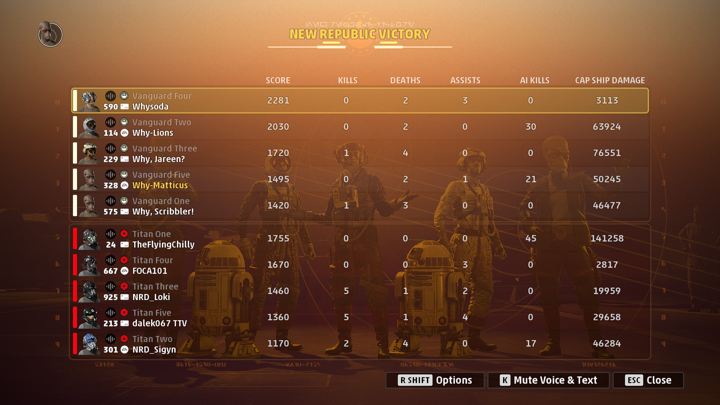 NEW REPUBLIC VICTORY
SCORE KILLS DEATHS ASSISTS AI KILLS CAP SHIP DAMAGE
Vanguard Four
590 Whysoda 2281 0 2 3 0 3113
Vanguard Two
114 Why-Lions 2030 0 2 0 30 63924
Vanguard Three
229 Why, Jareen? 1720 1 4 0 0 76551
Vanguard Five
328 Why-Matticus 1495 0 2 1 21 50245
Vanguard One
575 Why, Scribbler! 1420 1 3 0 0 46477
Titan One
24 TheFlyingChilly 1755 0 0 0 45 141258
Titan Four
667 FOCA101 1670 0 0 3 0 2817
Titan Three
925 NRD_Loki 1460 5 1 2 0 19959
Titan Five
213 dalek067 TTV 1360 5 1 4 0 29658
Titan Two
301 NRD_Sigyn 1170 2 4 0 17 46284
R SHIFT Options K Mute Voice & Text ESC Close